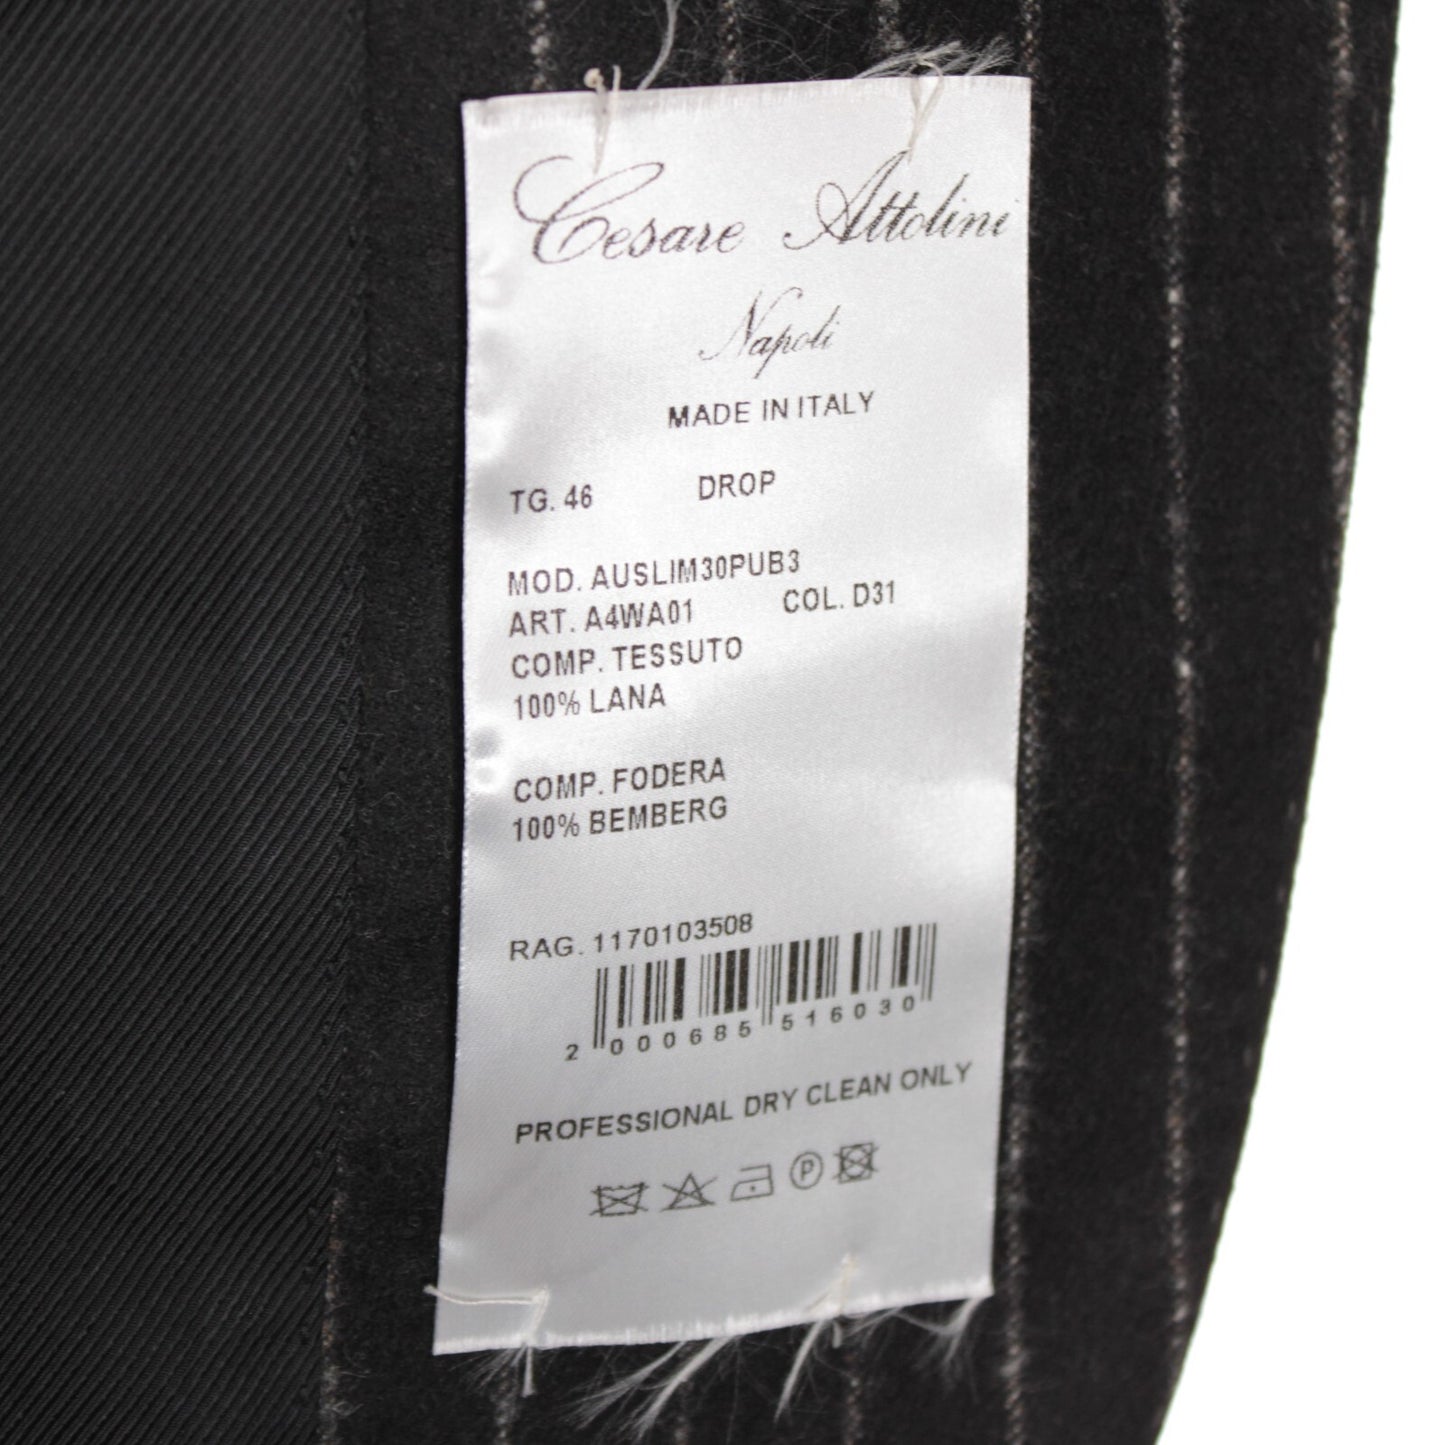 Cesare Attolini
Napoli
MADE IN ITALY
TG. 46 DROP
MOD. AUSLIM30PUB3
ART. A4WA01 COL. D31
COMP. TESSUTO
100% LANA
COMP. FODERA
100% BEMBERG
RAG. 1170103508
2 000685 516030
PROFESSIONAL DRY CLEAN ONLY
P